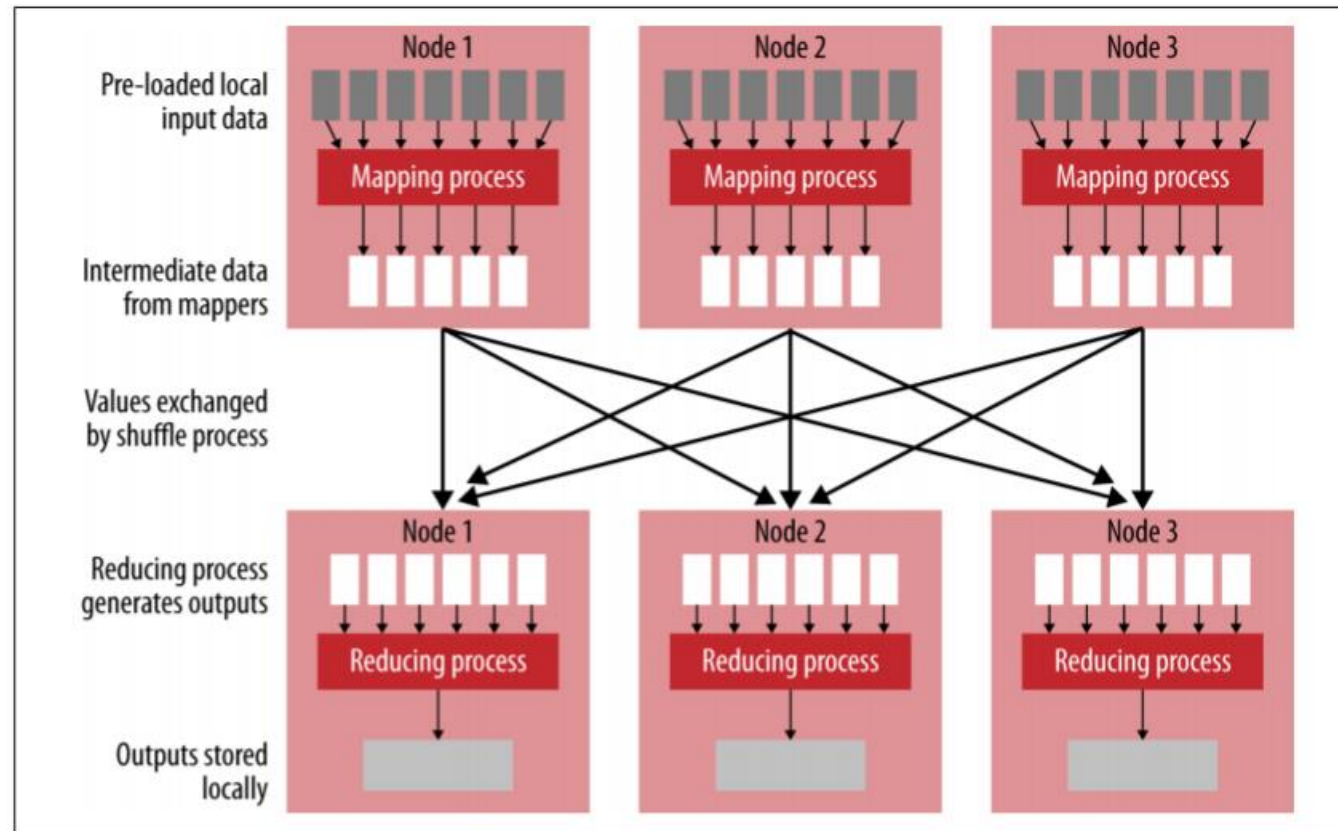 Node 1
Node 2
Node 3
Pre-loaded local
input data
Mapping process
Mapping process
Mapping process
Intermediate data
from mappers
Values exchanged
by shuffle process
Node 1
Node 2
Node 3
Reducing process
generates outputs
Reducing process
Reducing process
Reducing process
Outputs stored
locally